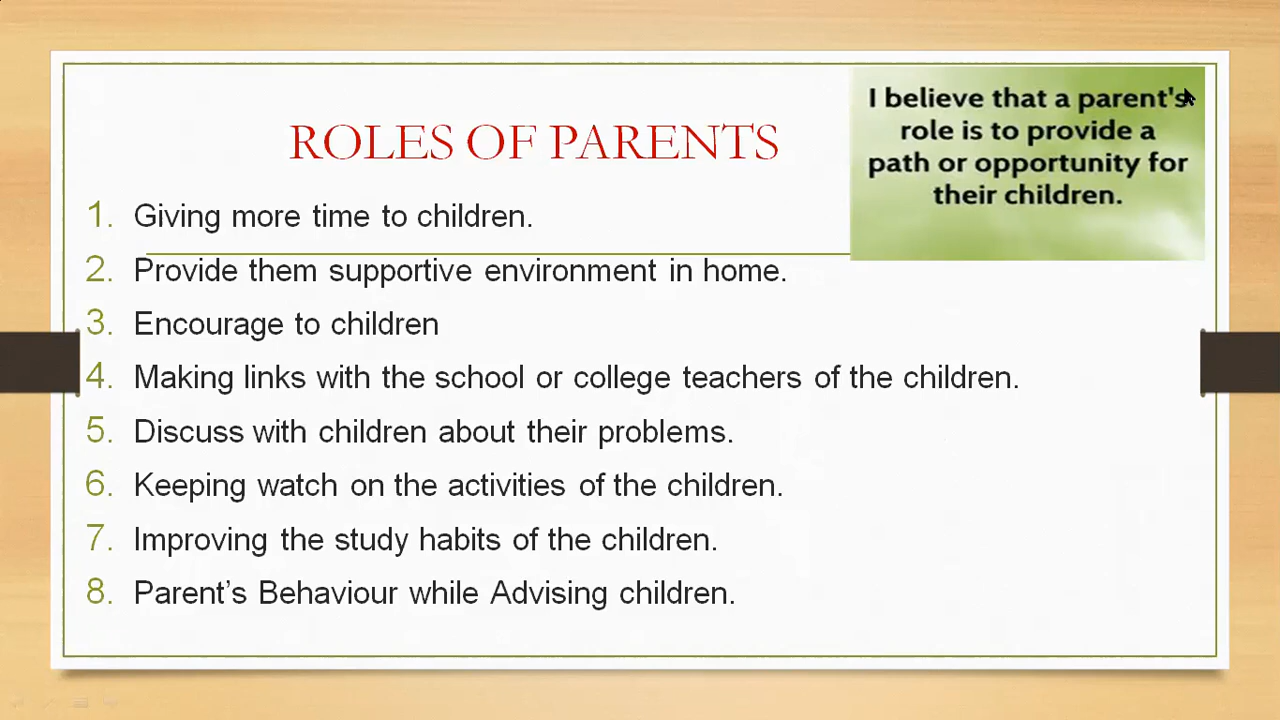 ROLES OF PARENTS
I believe that a parent's
role is to provide a
path or opportunity for
their children.
1. Giving more time to children.
2. Provide them supportive environment in home.
3. Encourage to children
4. Making links with the school or college teachers of the children.
5. Discuss with children about their problems.
6. Keeping watch on the activities of the children.
7. Improving the study habits of the children.
8. Parent’s Behaviour while Advising children.